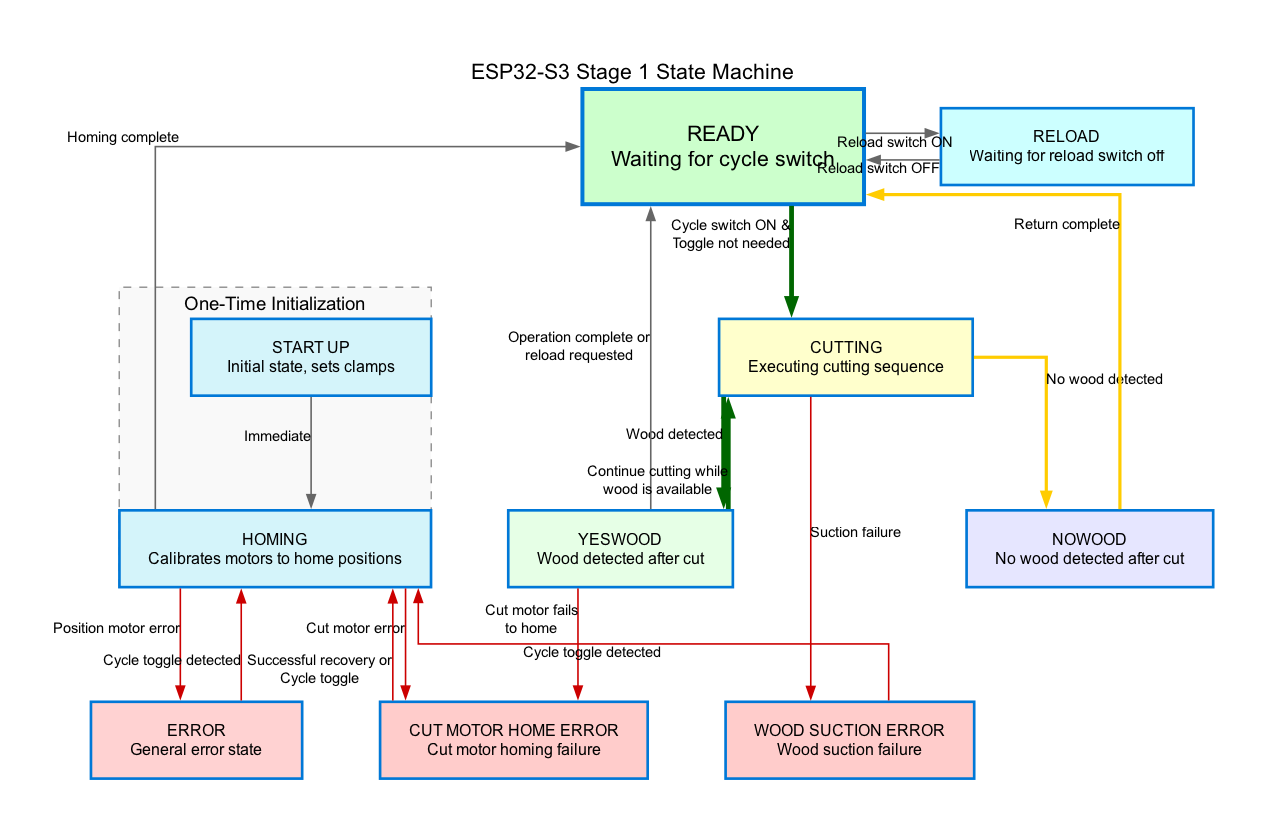 ESP32-S3 Stage 1 State Machine
READY
Waiting for cycle switch
RELOAD
Waiting for reload switch off
Homing complete
Reload switch ON
Reload switch OFF
Cycle switch ON &
Toggle not needed
Return complete
One-Time Initialization
START UP
Initial state, sets clamps
Operation complete or
reload requested
CUTTING
Executing cutting sequence
No wood detected
Immediate
Wood detected
Continue cutting while
wood is available
HOMING
Calibrates motors to home positions
YESWOOD
Wood detected after cut
Suction failure
NOWOOD
No wood detected after cut
Position motor error
Cycle toggle detected
Cut motor error
Successful recovery or
Cycle toggle
Cut motor fails
to home
Cycle toggle detected
ERROR
General error state
CUT MOTOR HOME ERROR
Cut motor homing failure
WOOD SUCTION ERROR
Wood suction failure